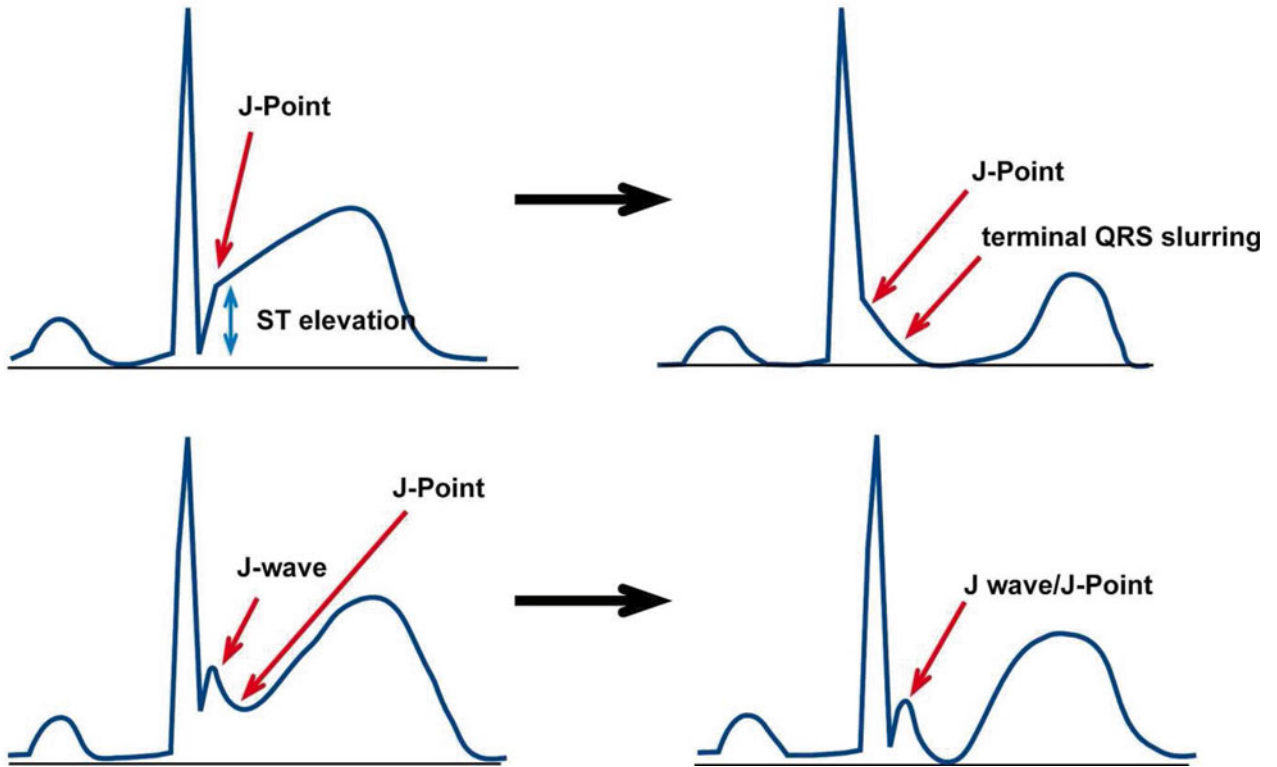 J-Point
ST elevation
J-Point
terminal QRS slurring
J-Point
J-wave
J wave/J-Point